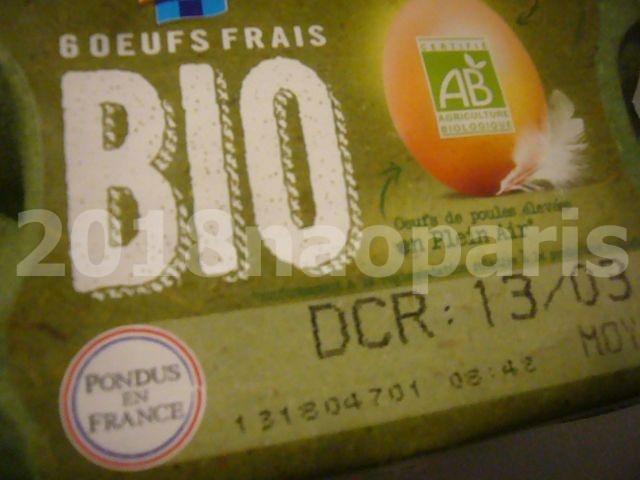 6 OEUFS FRAIS
BIO
CERTIFIÉ
AB
AGRICULTURE
BIOLOGIQUE
Oeufs de poules élevées
en Plein Air
2018naoparis
DCR: 13/03
MOY
PONDUS
EN
FRANCE
131804701 08:42